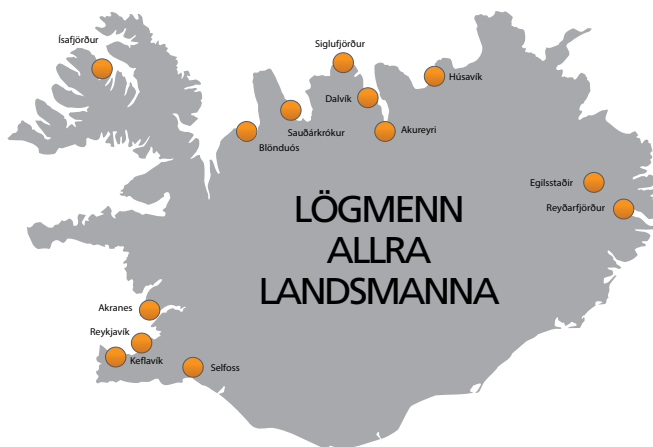 Ísafjörður
Siglufjörður
Húsavík
Dalvík
Sauðárkrókur
Akureyri
Blönduós
Egilsstaðir
Reyðarfjörður
LÖGMENN
ALLRA
LANDSMANNA
Akranes
Reykjavík
Keflavík
Selfoss